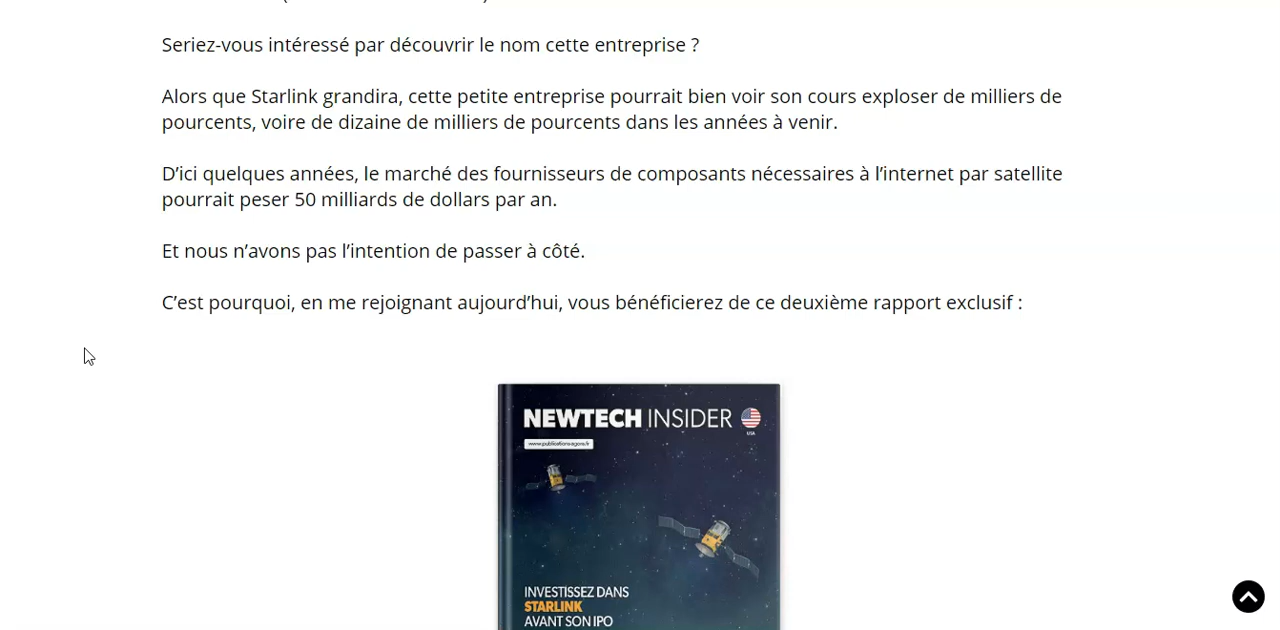 Seriez-vous intéressé par découvrir le nom cette entreprise ?
Alors que Starlink grandira, cette petite entreprise pourrait bien voir son cours exploser de milliers de
pourcents, voire de dizaine de milliers de pourcents dans les années à venir.
D’ici quelques années, le marché des fournisseurs de composants nécessaires à l’internet par satellite
pourrait peser 50 milliards de dollars par an.
Et nous n’avons pas l’intention de passer à côté.
C’est pourquoi, en me rejoignant aujourd’hui, vous bénéficierez de ce deuxième rapport exclusif :
NEWTECH INSIDER
USA
www.publicationsagora.fr
INVESTISSEZ DANS
STARLINK
AVANT SON IPO